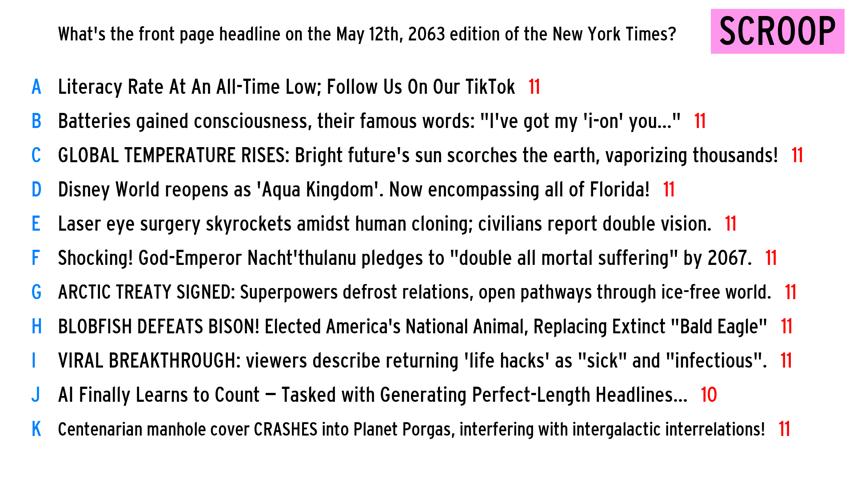 What's the front page headline on the May 12th, 2063 edition of the New York Times?
SCROOP
A Literacy Rate At An All-Time Low; Follow Us On Our TikTok 11
B Batteries gained consciousness, their famous words: "I've got my 'i-on' you..." 11
C GLOBAL TEMPERATURE RISES: Bright future's sun scorches the earth, vaporizing thousands! 11
D Disney World reopens as 'Aqua Kingdom'. Now encompassing all of Florida! 11
E Laser eye surgery skyrockets amidst human cloning; civilians report double vision. 11
F Shocking! God-Emperor Nacht'thulanu pledges to "double all mortal suffering" by 2067. 11
G ARCTIC TREATY SIGNED: Superpowers defrost relations, open pathways through ice-free world. 11
H BLOBFISH DEFEATS BISON! Elected America's National Animal, Replacing Extinct "Bald Eagle" 11
I VIRAL BREAKTHROUGH: viewers describe returning 'life hacks' as "sick" and "infectious". 11
J AI Finally Learns to Count – Tasked with Generating Perfect-Length Headlines... 10
K Centenarian manhole cover CRASHES into Planet Porgas, interfering with intergalactic interrelations! 11